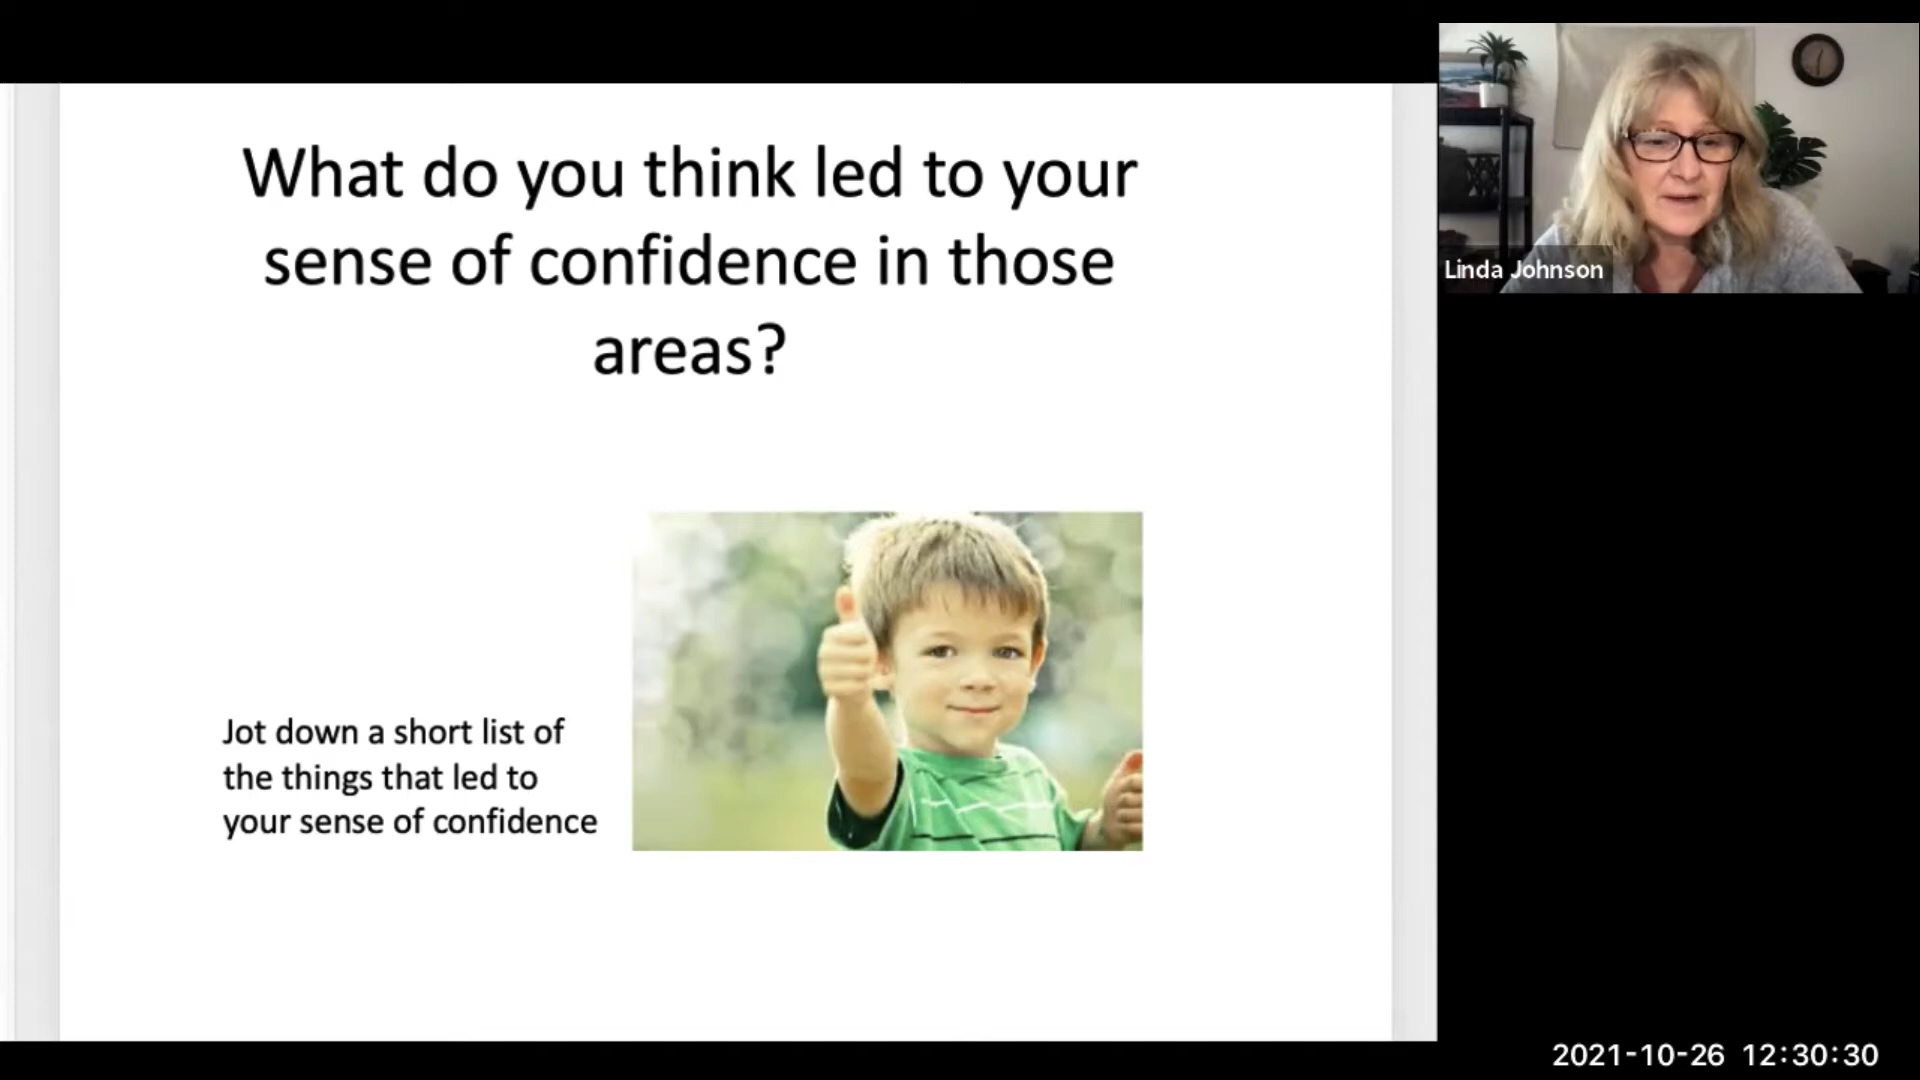 What do you think led to your
sense of confidence in those
areas?
Jot down a short list of
the things that led to
your sense of confidence
Linda Johnson
2021-10-26 12:30:30